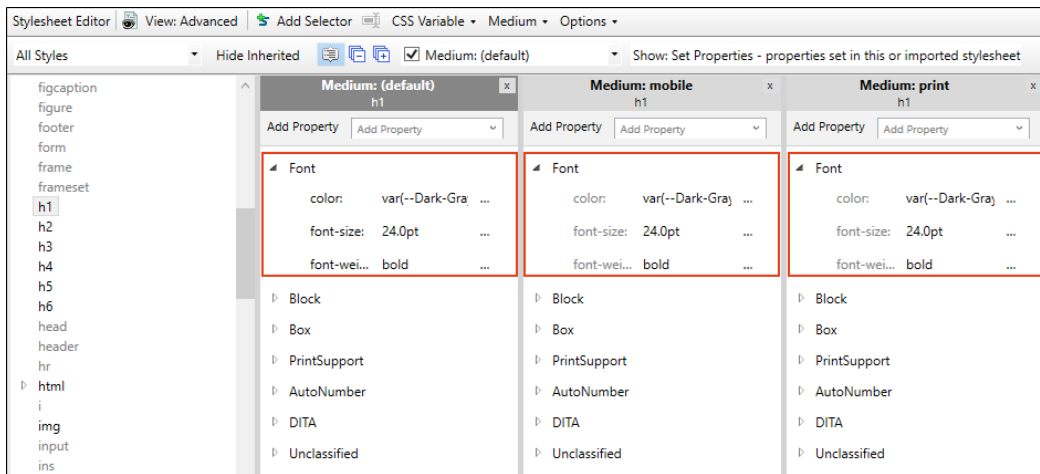 Stylesheet Editor View: Advanced Add Selector CSS Variable Medium Options
All Styles Hide Inherited Medium: (default) Show: Set Properties - properties set in this or imported stylesheet
figcaption
figure
footer
form
frame
frameset
h1
h2
h3
h4
h5
h6
head
header
hr
html
i
img
input
ins
Medium: (default) x
h1
Add Property Add Property
Font
color: var(--Dark-Gra ...
font-size: 24.0pt ...
font-wei... bold ...
Block
Box
PrintSupport
AutoNumber
DITA
Unclassified
Medium: mobile x
h1
Add Property Add Property
Font
color: var(--Dark-Gray ...
font-size: 24.0pt ...
font-wei... bold ...
Block
Box
PrintSupport
AutoNumber
DITA
Unclassified
Medium: print x
h1
Add Property Add Property
Font
color: var(--Dark-Gray ...
font-size: 24.0pt ...
font-wei... bold ...
Block
Box
PrintSupport
AutoNumber
DITA
Unclassified